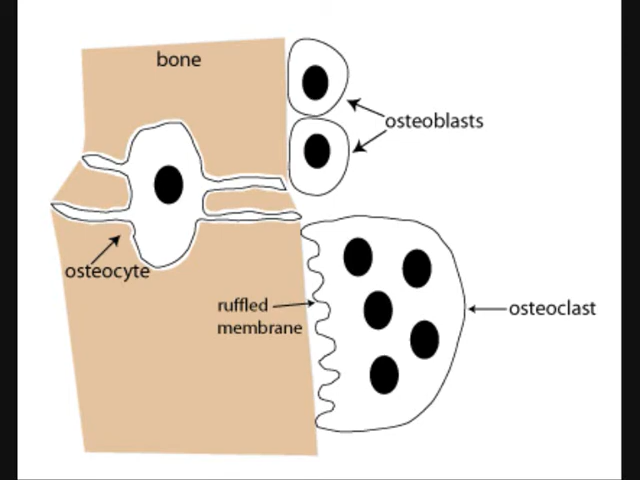 bone
osteoblasts
osteocyte
ruffled
membrane
osteoclast